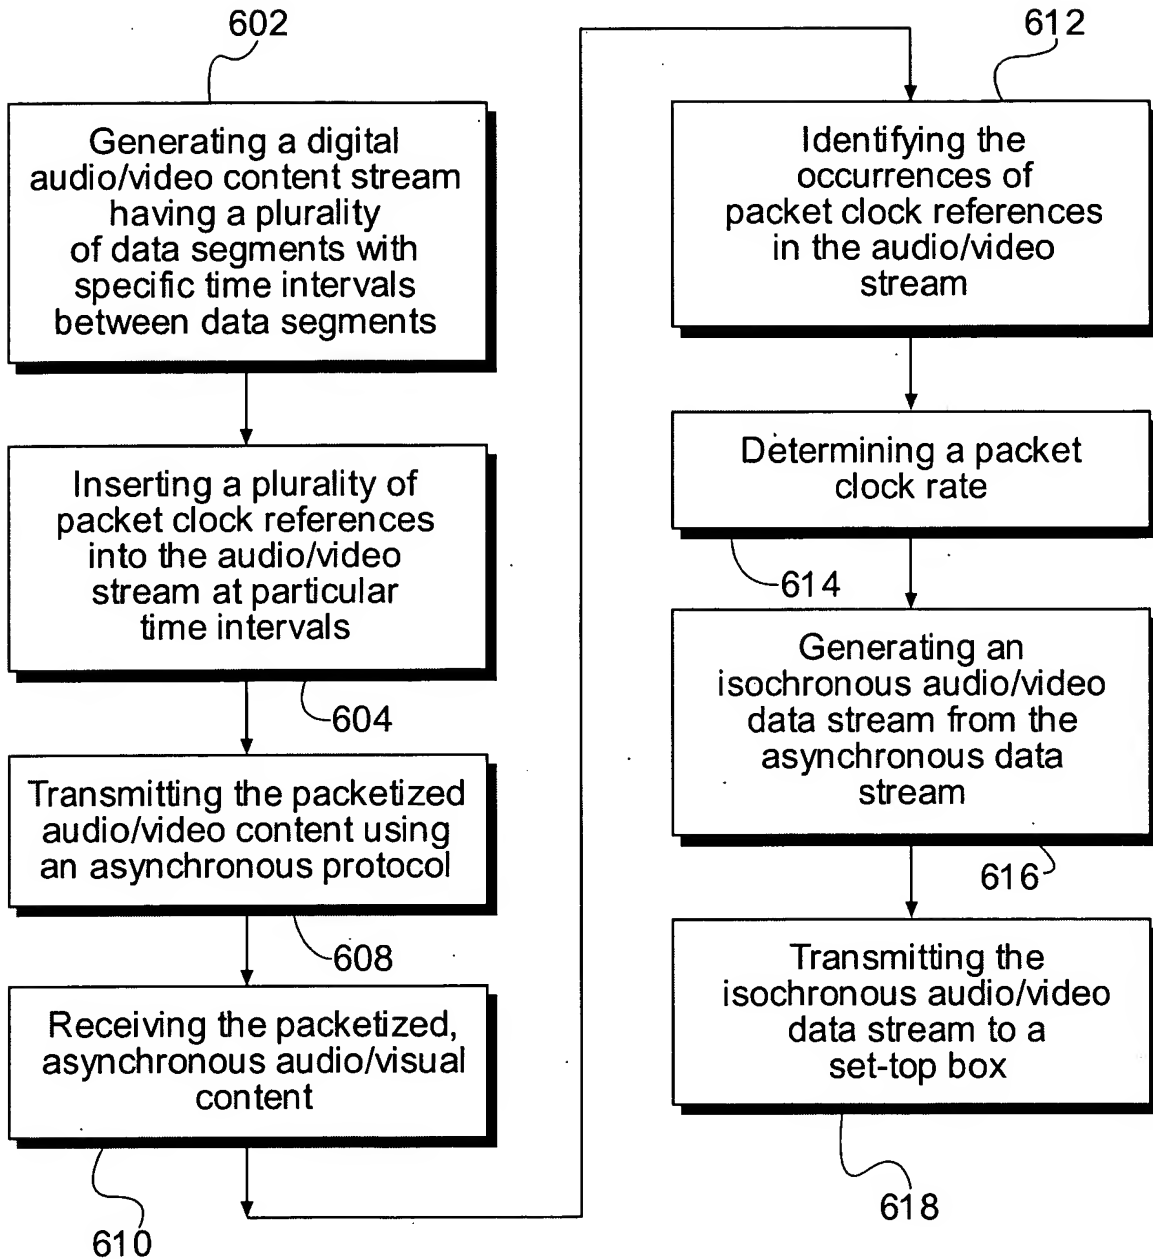 602
Generating a digital
audio/video content stream
having a plurality
of data segments with
specific time intervals
between data segments
Inserting a plurality of
packet clock references
into the audio/video
stream at particular
time intervals
604
Transmitting the packetized
audio/video content using
an asynchronous protocol
608
Receiving the packetized,
asynchronous audio/visual
content
610
612
Identifying the
occurrences of
packet clock references
in the audio/video
stream
Determining a packet
clock rate
614
Generating an
isochronous audio/video
data stream from the
asynchronous data
stream
616
Transmitting the
isochronous audio/video
data stream to a
set-top box
618